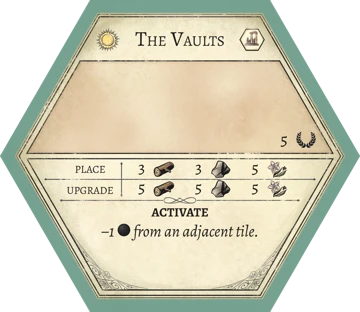 The Vaults
5
PLACE 3 3 5
UPGRADE 5 5 5
ACTIVATE
–1 from an adjacent tile.